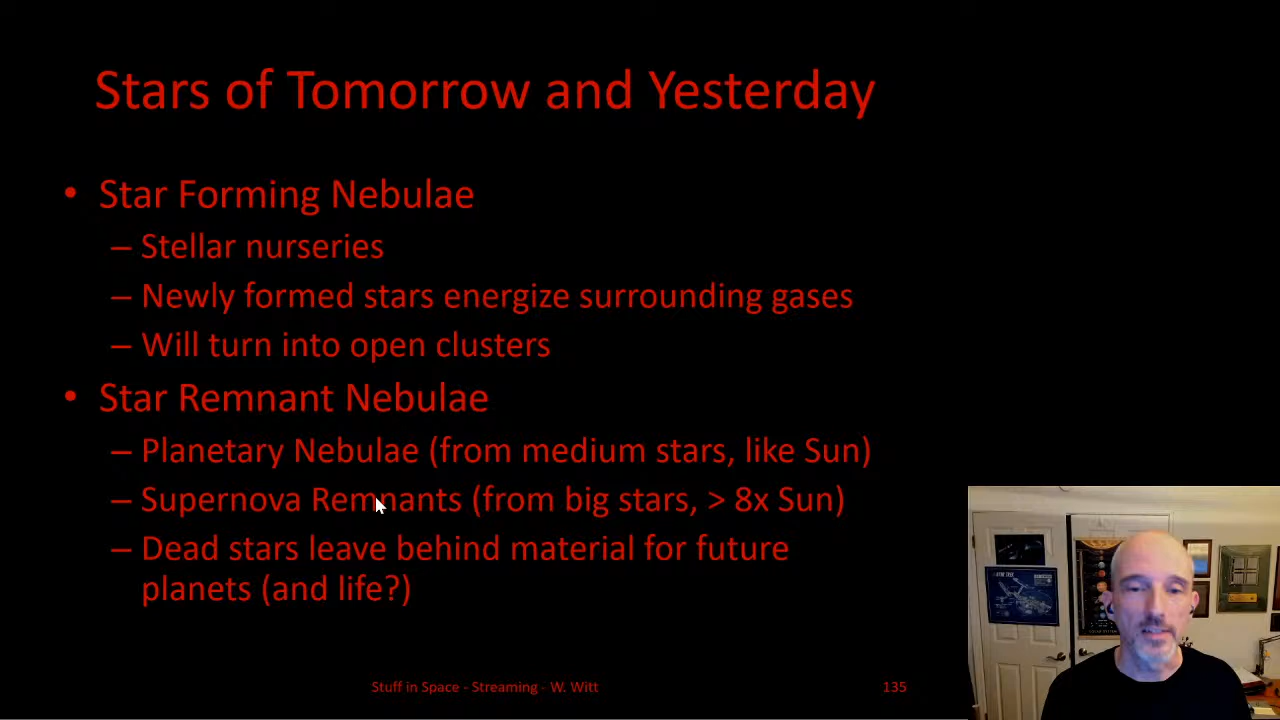 Stars of Tomorrow and Yesterday
• Star Forming Nebulae
– Stellar nurseries
– Newly formed stars energize surrounding gases
– Will turn into open clusters
• Star Remnant Nebulae
– Planetary Nebulae (from medium stars, like Sun)
– Supernova Remnants (from big stars, > 8x Sun)
– Dead stars leave behind material for future
planets (and life?)
Stuff in Space - Streaming - W. Witt
135